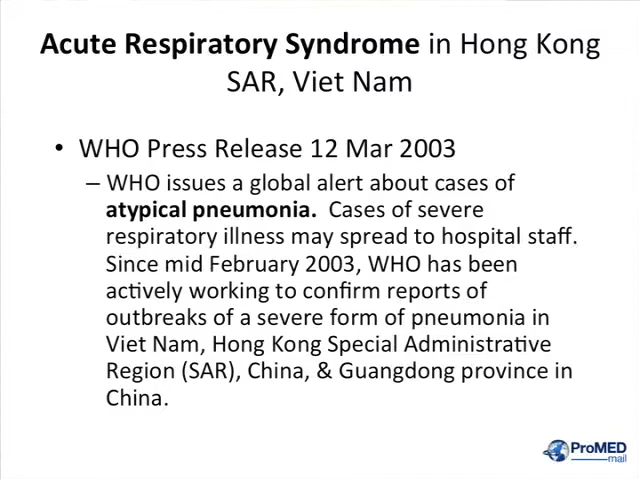 Acute Respiratory Syndrome in Hong Kong
SAR, Viet Nam
• WHO Press Release 12 Mar 2003
– WHO issues a global alert about cases of
atypical pneumonia.  Cases of severe
respiratory illness may spread to hospital staff.
Since mid February 2003, WHO has been
actively working to confirm reports of
outbreaks of a severe form of pneumonia in
Viet Nam, Hong Kong Special Administrative
Region (SAR), China, & Guangdong province in
China.
ProMED
mail